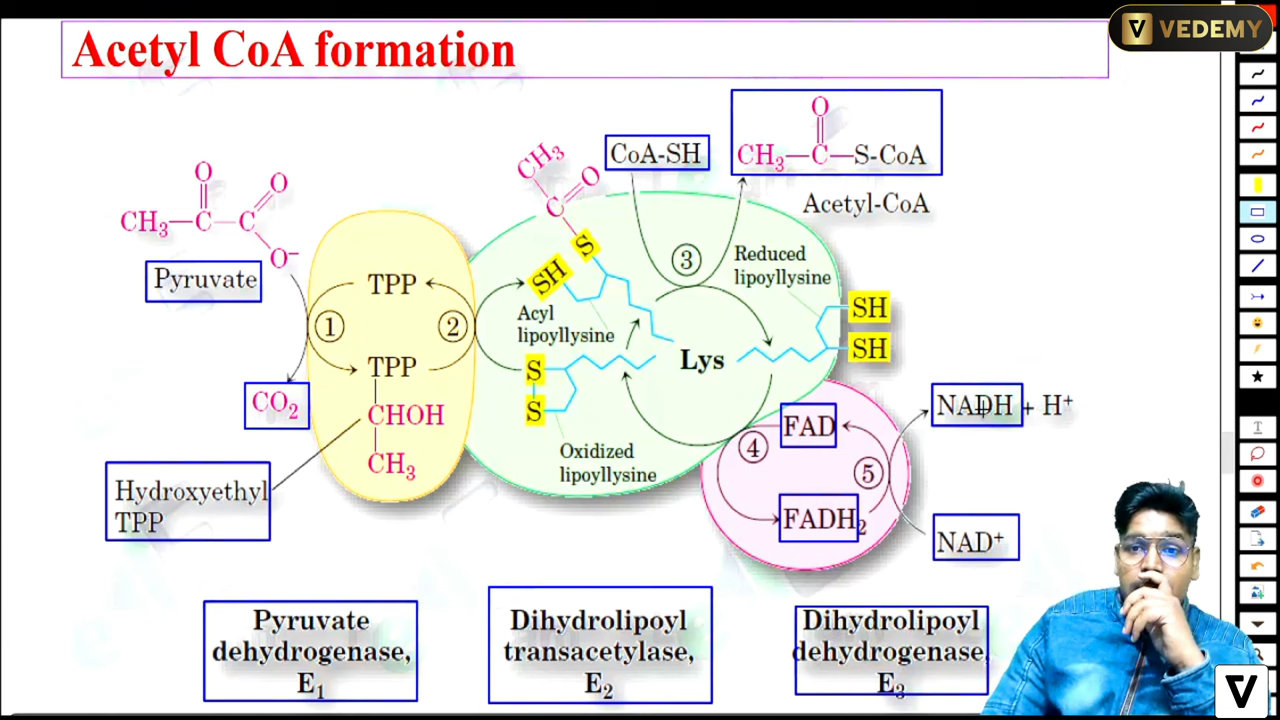 Acetyl CoA formation
VEDEMY
O
CH₃—C—S-CoA
Acetyl-CoA
CoA-SH
CH₃
C
O
S
SH
O
O
CH₃—C—C
O⁻
Pyruvate
TPP
1
2
3
Reduced
lipoyllysine
SH
SH
Acyl
lipoyllysine
TPP
CHOH
CH₃
CO₂
S
S
Lys
Oxidized
lipoyllysine
Hydroxyethyl
TPP
FAD
4
5
FADH₂
NADH + H⁺
NAD⁺
Pyruvate
dehydrogenase,
E₁
Dihydrolipoyl
transacetylase,
E₂
Dihydrolipoyl
dehydrogenase,
E₃
T
V